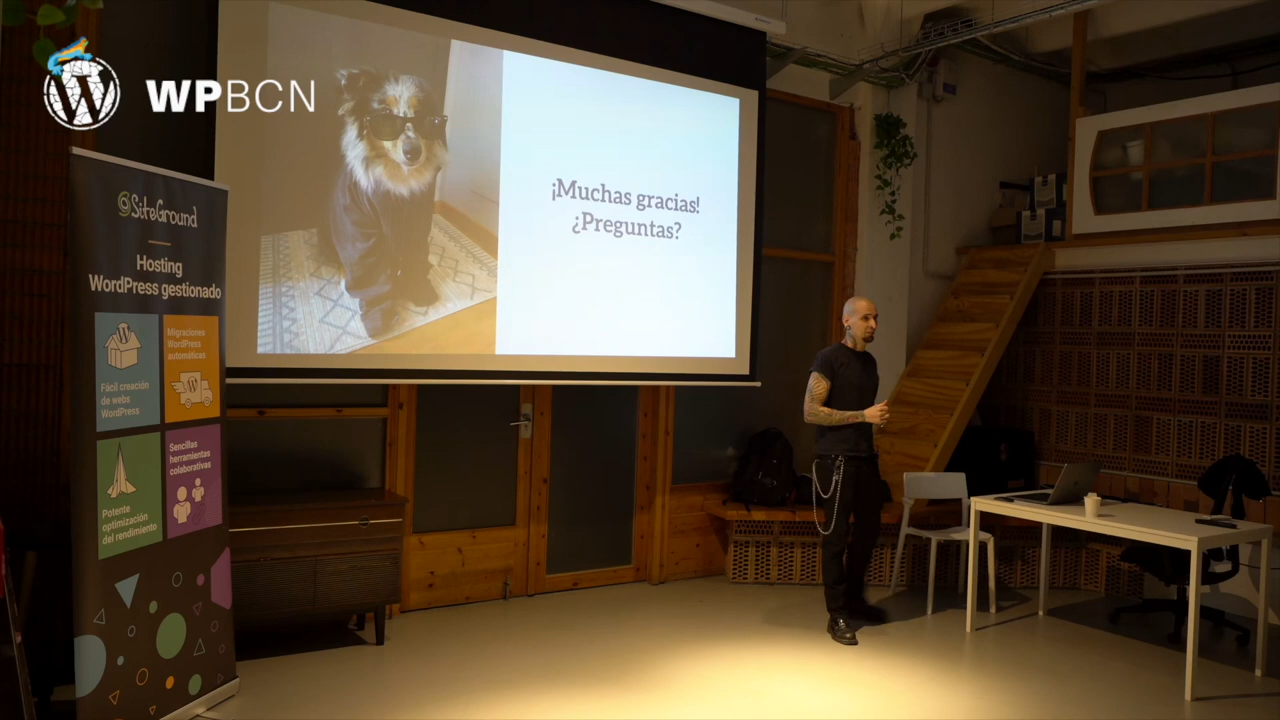 WPBCN
SiteGround
Hosting
WordPress gestionado
Fácil creación
de webs
WordPress
Migraciones
WordPress
automáticas
Potente
optimización
del rendimiento
Sencillas
herramientas
colaborativas
¡Muchas gracias!
¿Preguntas?